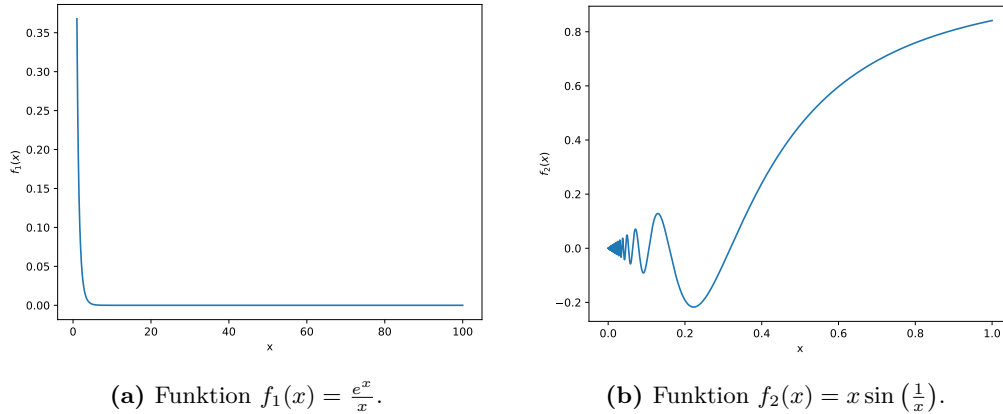 0.35
0.30
0.25
0.20
0.15
0.10
0.05
0.00
f₁(x)
0 20 40 60 80 100
x
(a) Funktion f₁(x) = e^x/x.
0.8
0.6
0.4
0.2
0.0
−0.2
f₂(x)
0.0 0.2 0.4 0.6 0.8 1.0
x
(b) Funktion f₂(x) = x sin (1/x).